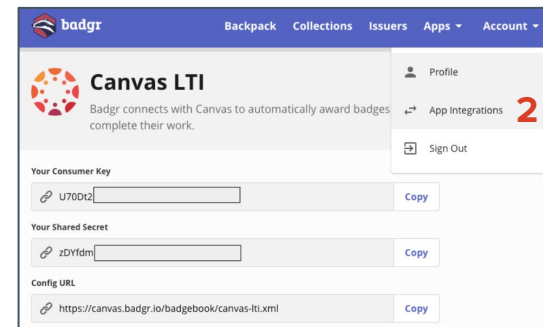 badgr Backpack Collections Issuers Apps Account
Profile
Canvas LTI
Badgr connects with Canvas to automatically award badges
App Integrations 2
complete their work.
Sign Out
Your Consumer Key
U70Dt2
Copy
Your Shared Secret
zDYfdm
Copy
Config URL
https://canvas.badgr.io/badgebook/canvas-lti.xml
Copy